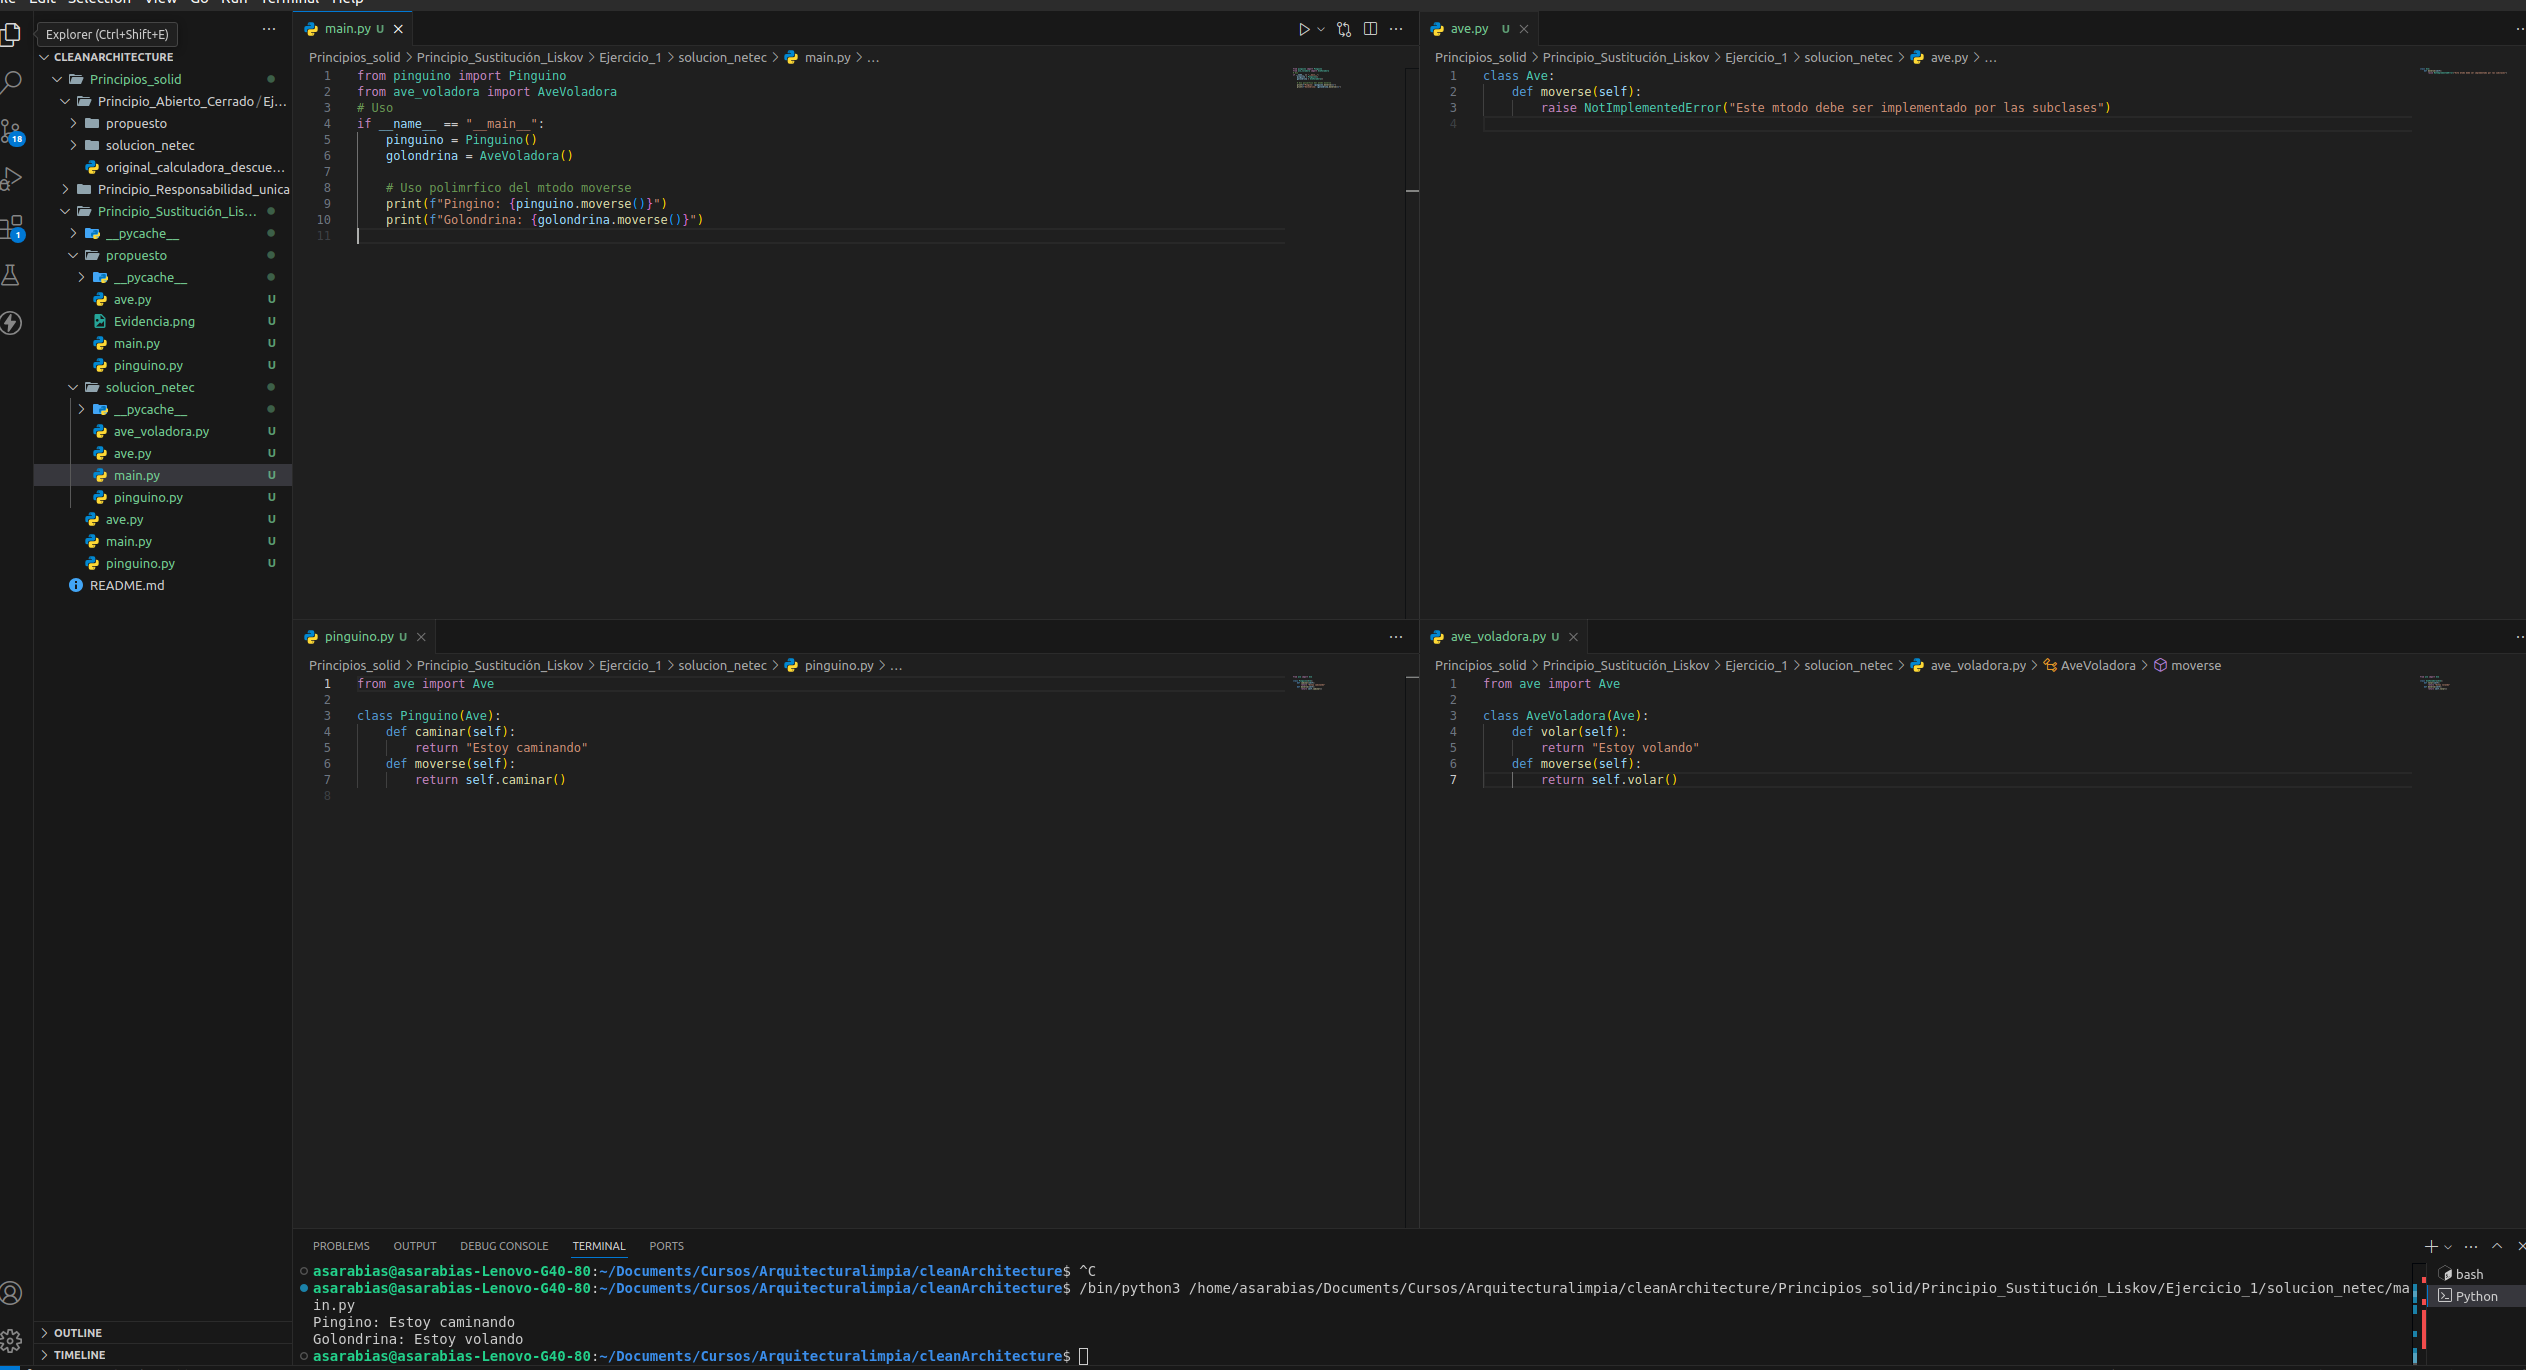 Edit Selection View Go Run Terminal Help
Explorer (Ctrl+Shift+E)
CLEANARCHITECTURE
Principios_solid
Principio_Abierto_Cerrado / Ej...
propuesto
solucion_netec
original_calculadora_descue...
Principio_Responsabilidad_unica
Principio_Sustitución_Lis...
__pycache__
propuesto
__pycache__
ave.py U
Evidencia.png U
main.py U
pinguino.py U
solucion_netec
__pycache__
ave_voladora.py U
ave.py U
main.py U
pinguino.py U
ave.py U
main.py U
pinguino.py U
README.md
OUTLINE
TIMELINE
18
1
main.py U
Principios_solid > Principio_Sustitución_Liskov > Ejercicio_1 > solucion_netec > main.py > ...
1 from pinguino import Pinguino
2 from ave_voladora import AveVoladora
3 # Uso
4 if __name__ == "__main__":
5 pinguino = Pinguino()
6 golondrina = AveVoladora()
7
8 # Uso polimrfico del mtodo moverse
9 print(f"Pingino: {pinguino.moverse()}")
10 print(f"Golondrina: {golondrina.moverse()}")
11
ave.py U
Principios_solid > Principio_Sustitución_Liskov > Ejercicio_1 > solucion_netec > ave.py > ...
1 class Ave:
2 def moverse(self):
3 raise NotImplementedError("Este mtodo debe ser implementado por las subclases")
4
pinguino.py U
Principios_solid > Principio_Sustitución_Liskov > Ejercicio_1 > solucion_netec > pinguino.py > ...
1 from ave import Ave
2
3 class Pinguino(Ave):
4 def caminar(self):
5 return "Estoy caminando"
6 def moverse(self):
7 return self.caminar()
8
ave_voladora.py U
Principios_solid > Principio_Sustitución_Liskov > Ejercicio_1 > solucion_netec > ave_voladora.py > AveVoladora > moverse
1 from ave import Ave
2
3 class AveVoladora(Ave):
4 def volar(self):
5 return "Estoy volando"
6 def moverse(self):
7 return self.volar()
PROBLEMS OUTPUT DEBUG CONSOLE TERMINAL PORTS
asarabias@asarabias-Lenovo-G40-80:~/Documents/Cursos/Arquitecturalimpia/cleanArchitecture$ ^C
asarabias@asarabias-Lenovo-G40-80:~/Documents/Cursos/Arquitecturalimpia/cleanArchitecture$ /bin/python3 /home/asarabias/Documents/Cursos/Arquitecturalimpia/cleanArchitecture/Principios_solid/Principio_Sustitución_Liskov/Ejercicio_1/solucion_netec/ma
in.py
Pingino: Estoy caminando
Golondrina: Estoy volando
asarabias@asarabias-Lenovo-G40-80:~/Documents/Cursos/Arquitecturalimpia/cleanArchitecture$
bash
Python